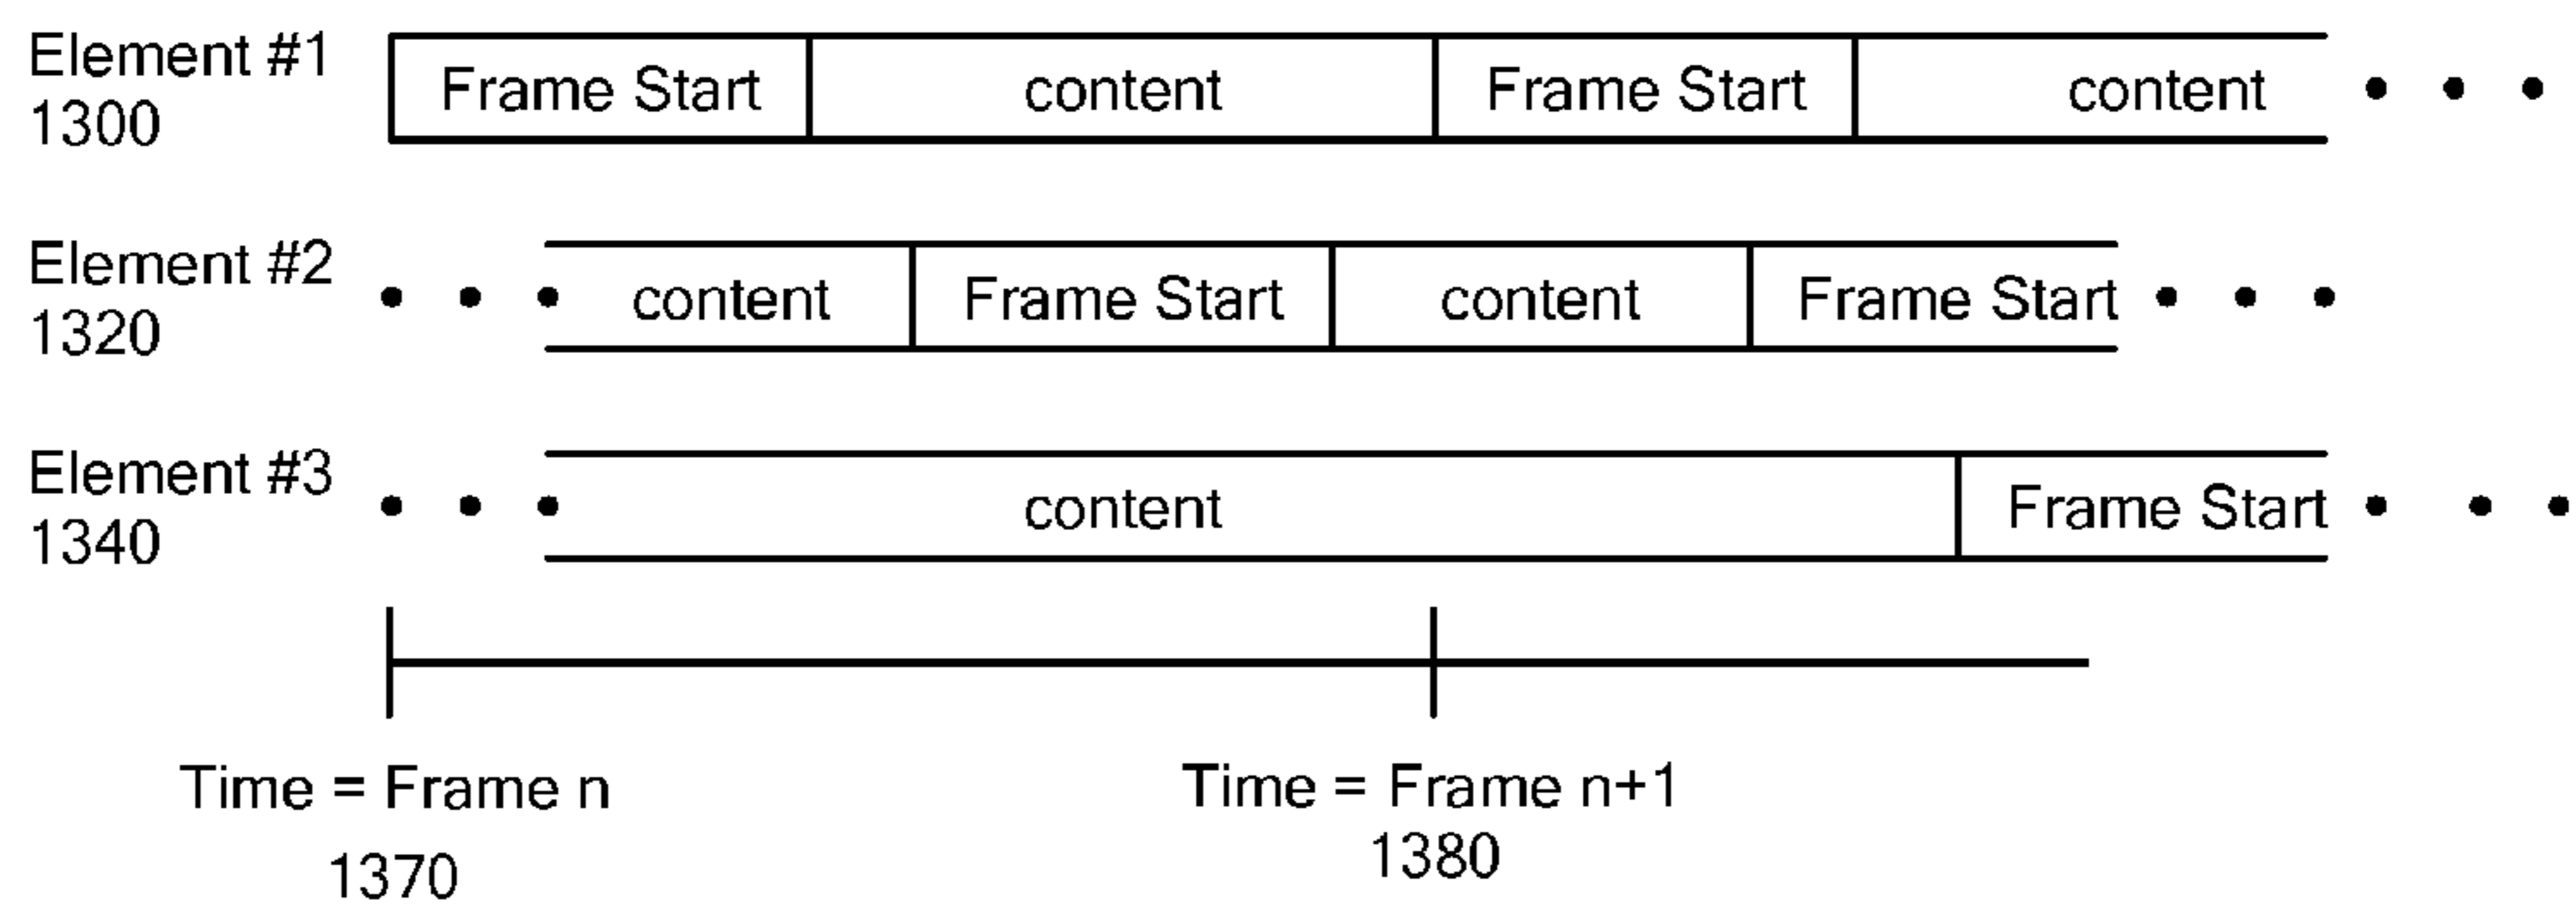 Element #1
1300
Frame Start content Frame Start content
Element #2
1320
content Frame Start content Frame Start
Element #3
1340
content Frame Start
Time = Frame n
1370
Time = Frame n+1
1380